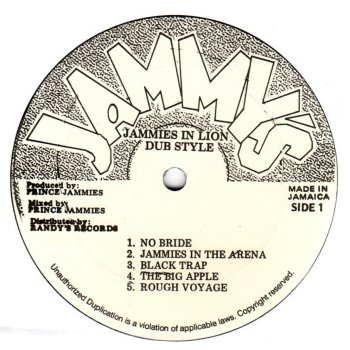 JAMMY'S
JAMMIES IN LION
DUB STYLE
Produced by:
PRINCE JAMMIES
Mixed by:
PRINCE JAMMIES
Distributed by:
RANDY'S RECORDS
MADE IN
JAMAICA
SIDE 1
1. NO BRIDE
2. JAMMIES IN THE ARENA
3. BLACK TRAP
4. THE BIG APPLE
5. ROUGH VOYAGE
Unauthorized Duplication is a violation of applicable laws. Copyright reserved.